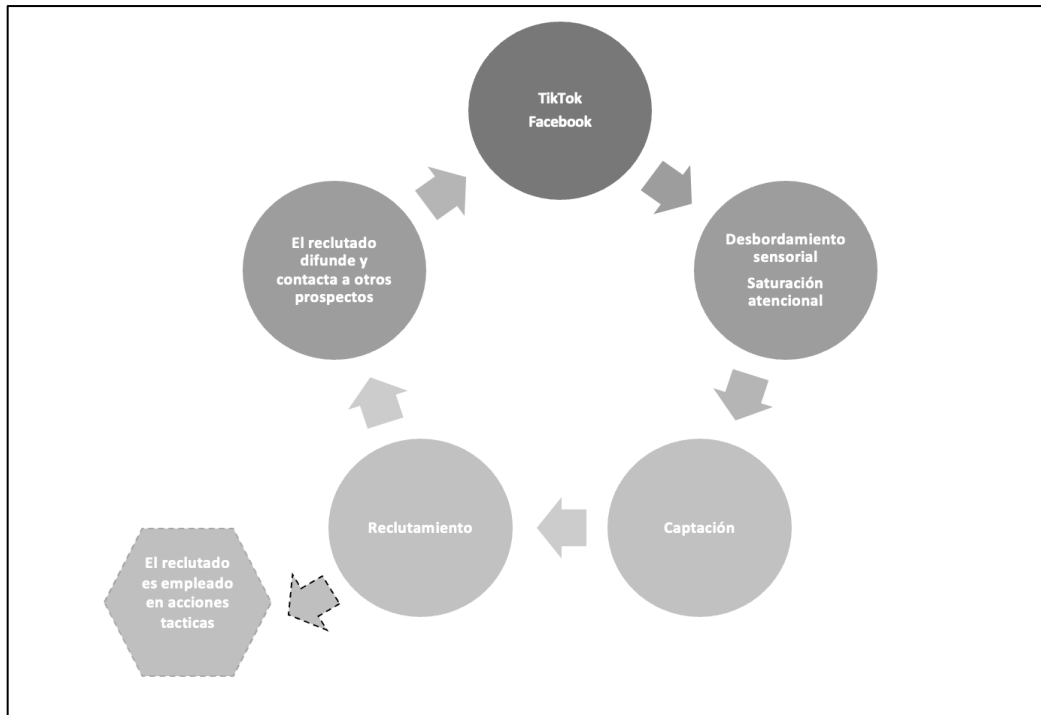 TikTok
Facebook
Desbordamiento
sensorial
Saturación
atencional
Captación
Reclutamiento
El reclutado
difunde y
contacta a otros
prospectos
El reclutado
es empleado
en acciones
tacticas